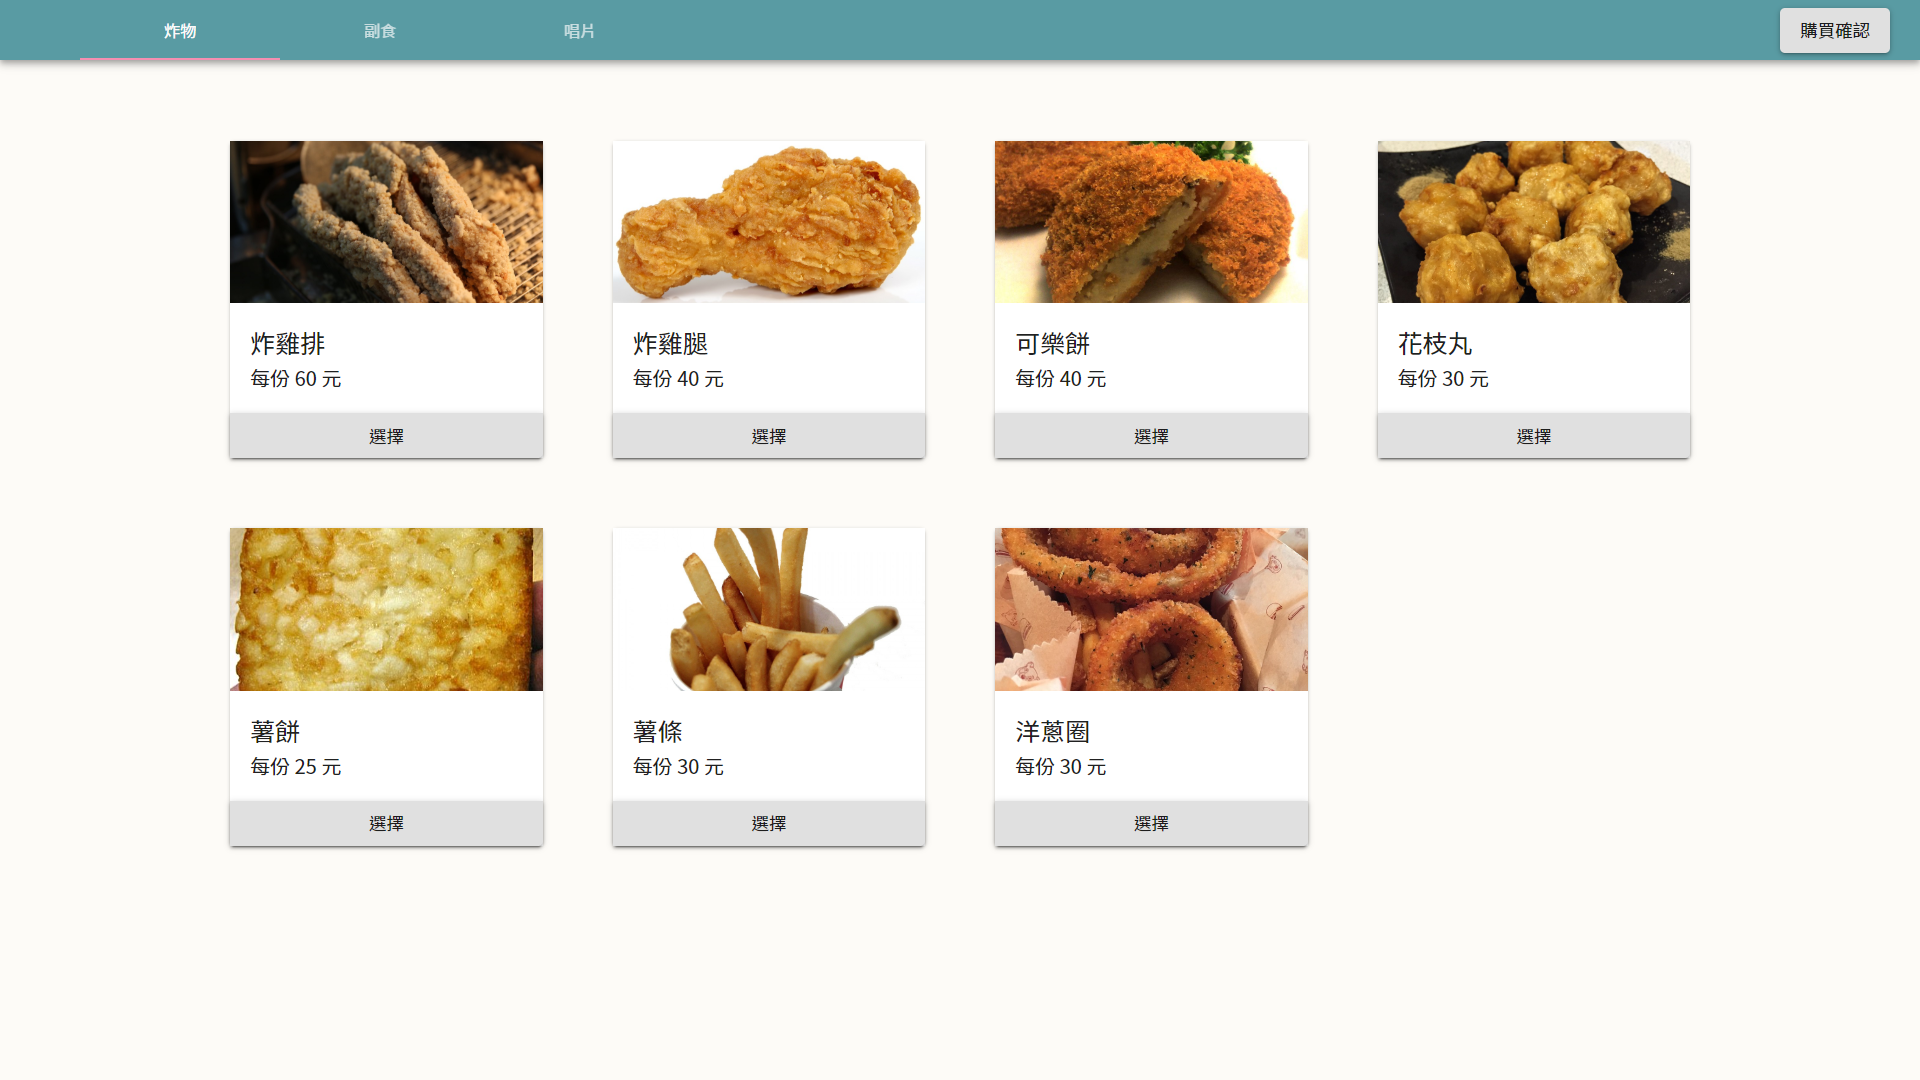 炸物
副食
唱片
購買確認
炸雞排
每份 60 元
選擇
炸雞腿
每份 40 元
選擇
可樂餅
每份 40 元
選擇
花枝丸
每份 30 元
選擇
薯餅
每份 25 元
選擇
薯條
每份 30 元
選擇
洋蔥圈
每份 30 元
選擇